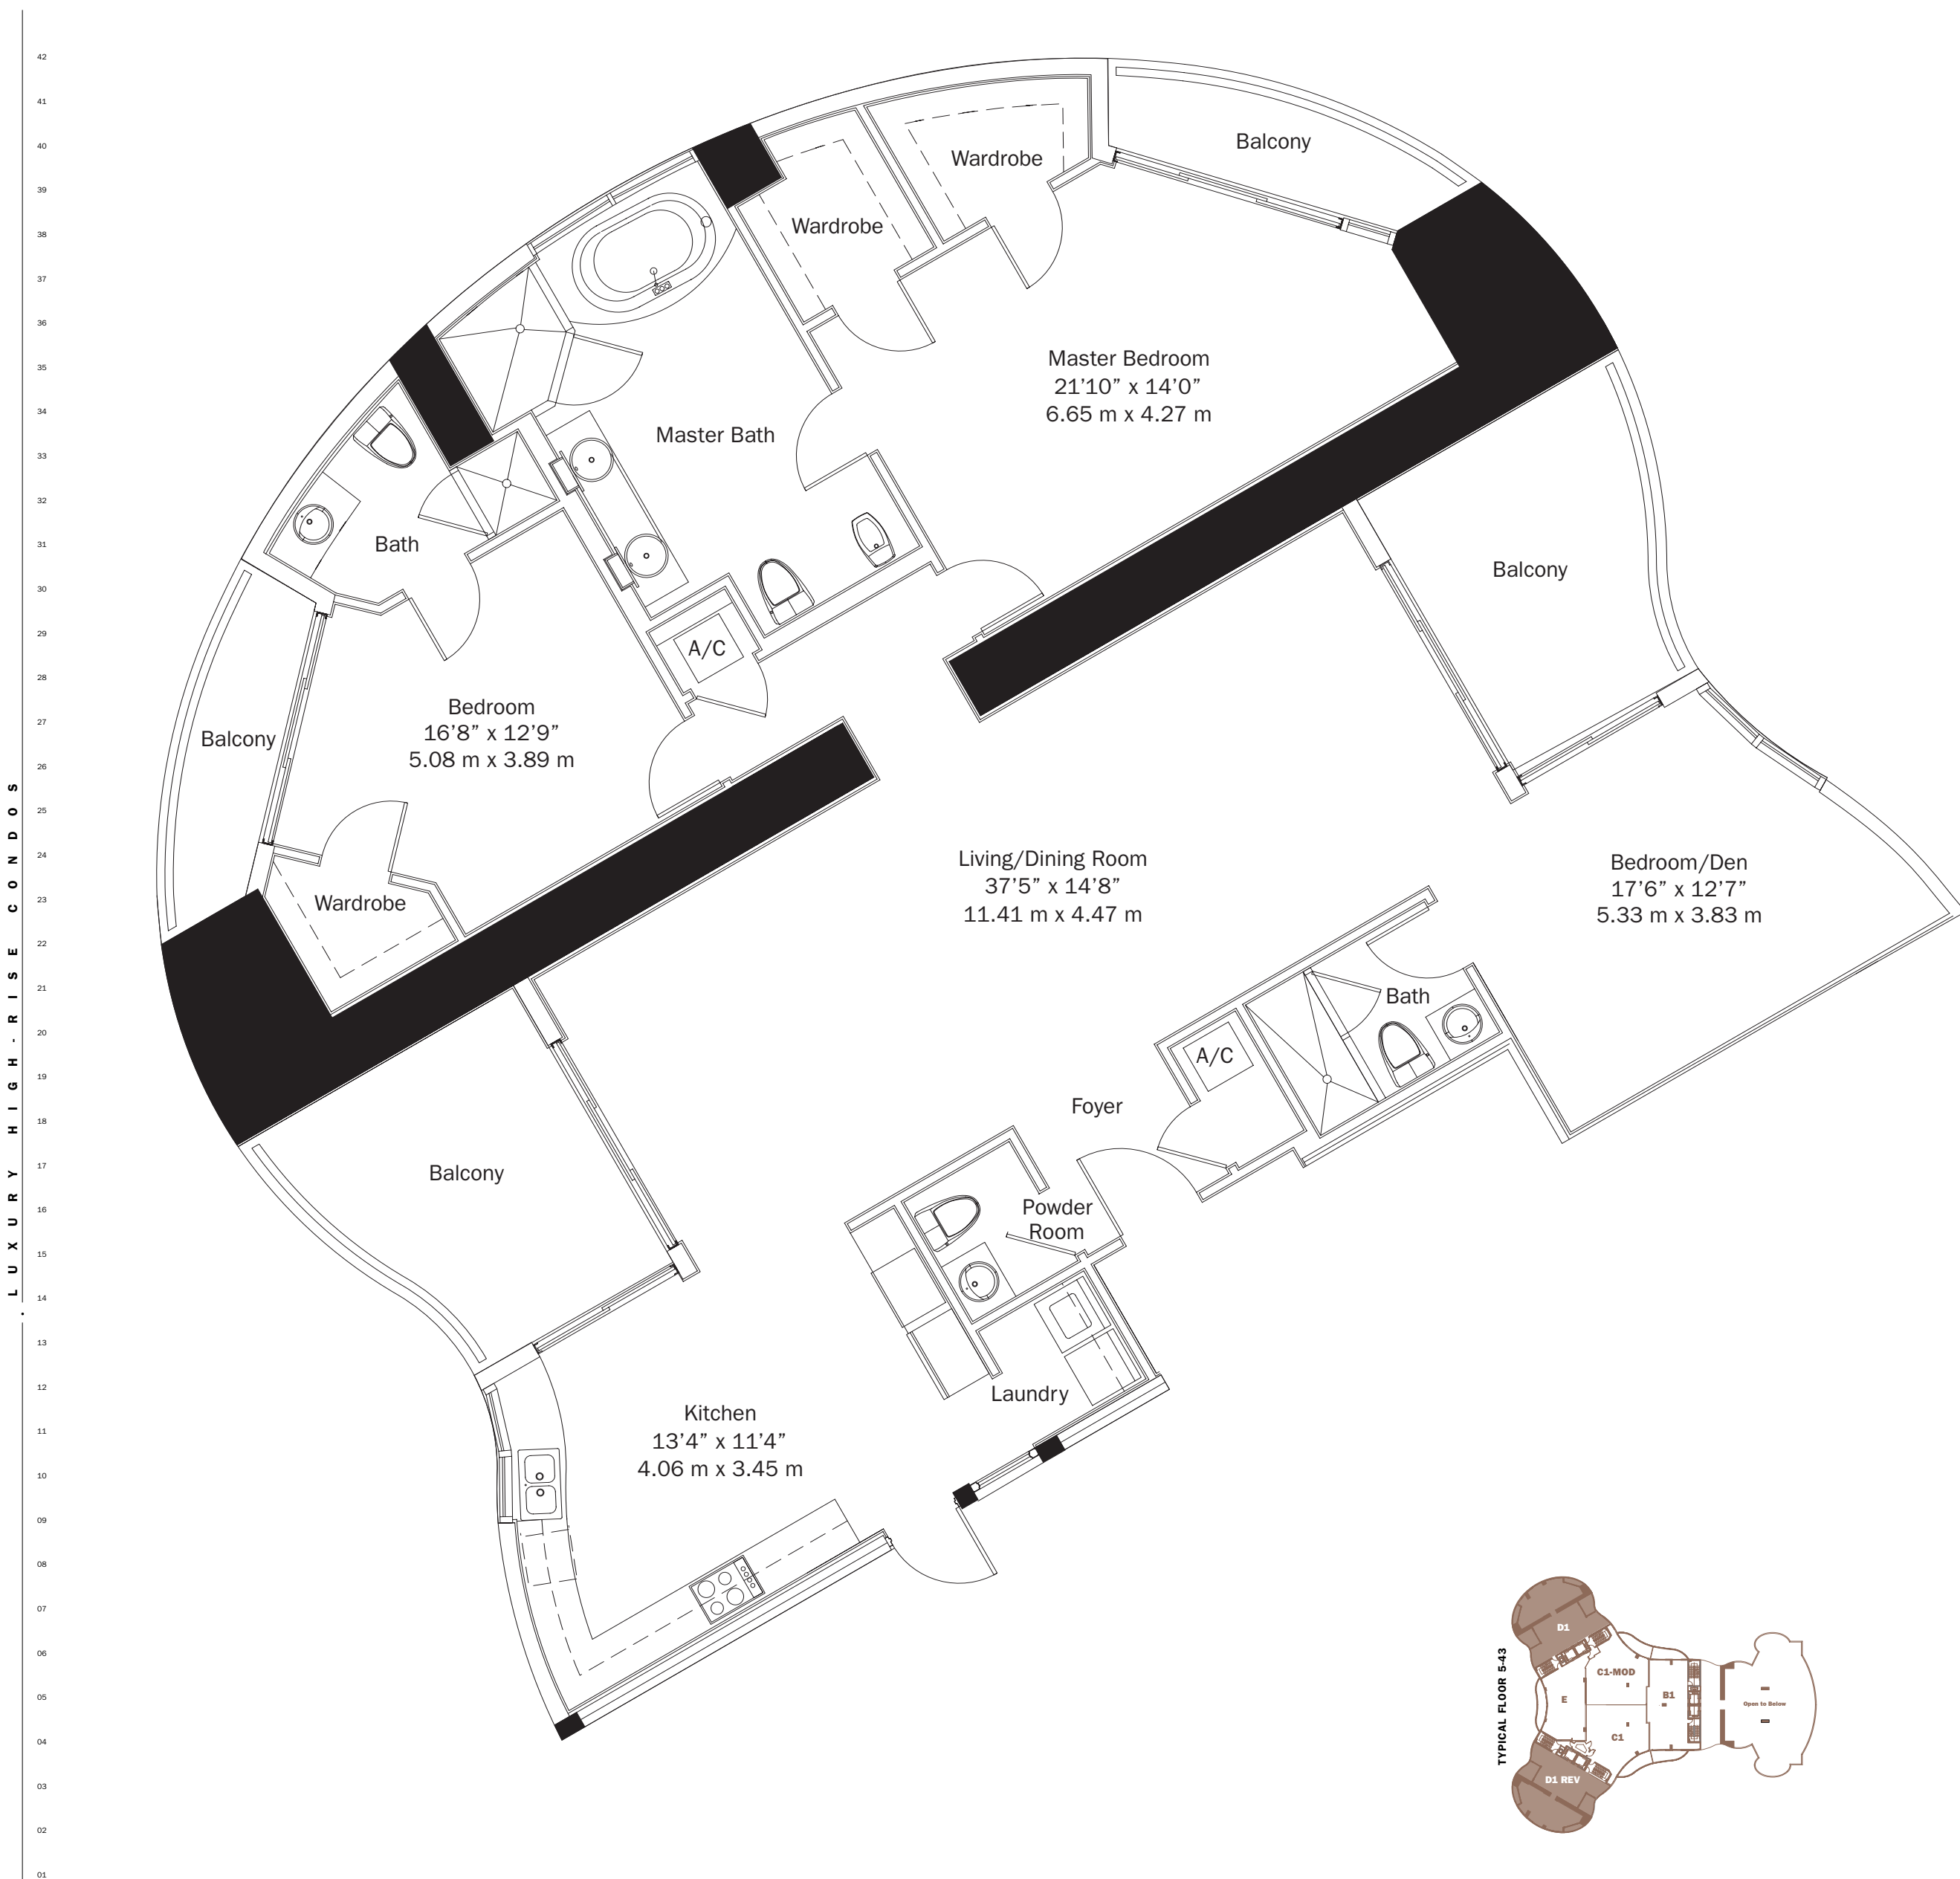 42
41
40
39
38
37
36
35
34
33
32
31
30
29
28
27
26
25
24
23
22
21
20
19
18
17
16
15
14
13
12
11
10
09
08
07
06
05
04
03
02
01
. LUXURY HIGH-RISE CONDOS
Balcony
Wardrobe
Wardrobe
Master Bedroom
21’10” x 14’0”
6.65 m x 4.27 m
Master Bath
Bath
Balcony
A/C
Bedroom
16’8” x 12’9”
5.08 m x 3.89 m
Balcony
Wardrobe
Living/Dining Room
37’5” x 14’8”
11.41 m x 4.47 m
Bedroom/Den
17’6” x 12’7”
5.33 m x 3.83 m
Bath
A/C
Foyer
Balcony
Powder
Room
Laundry
Kitchen
13’4” x 11’4”
4.06 m x 3.45 m
TYPICAL FLOOR 5-43
D1
C1-MOD
E
B1
Open to Below
C1
D1 REV